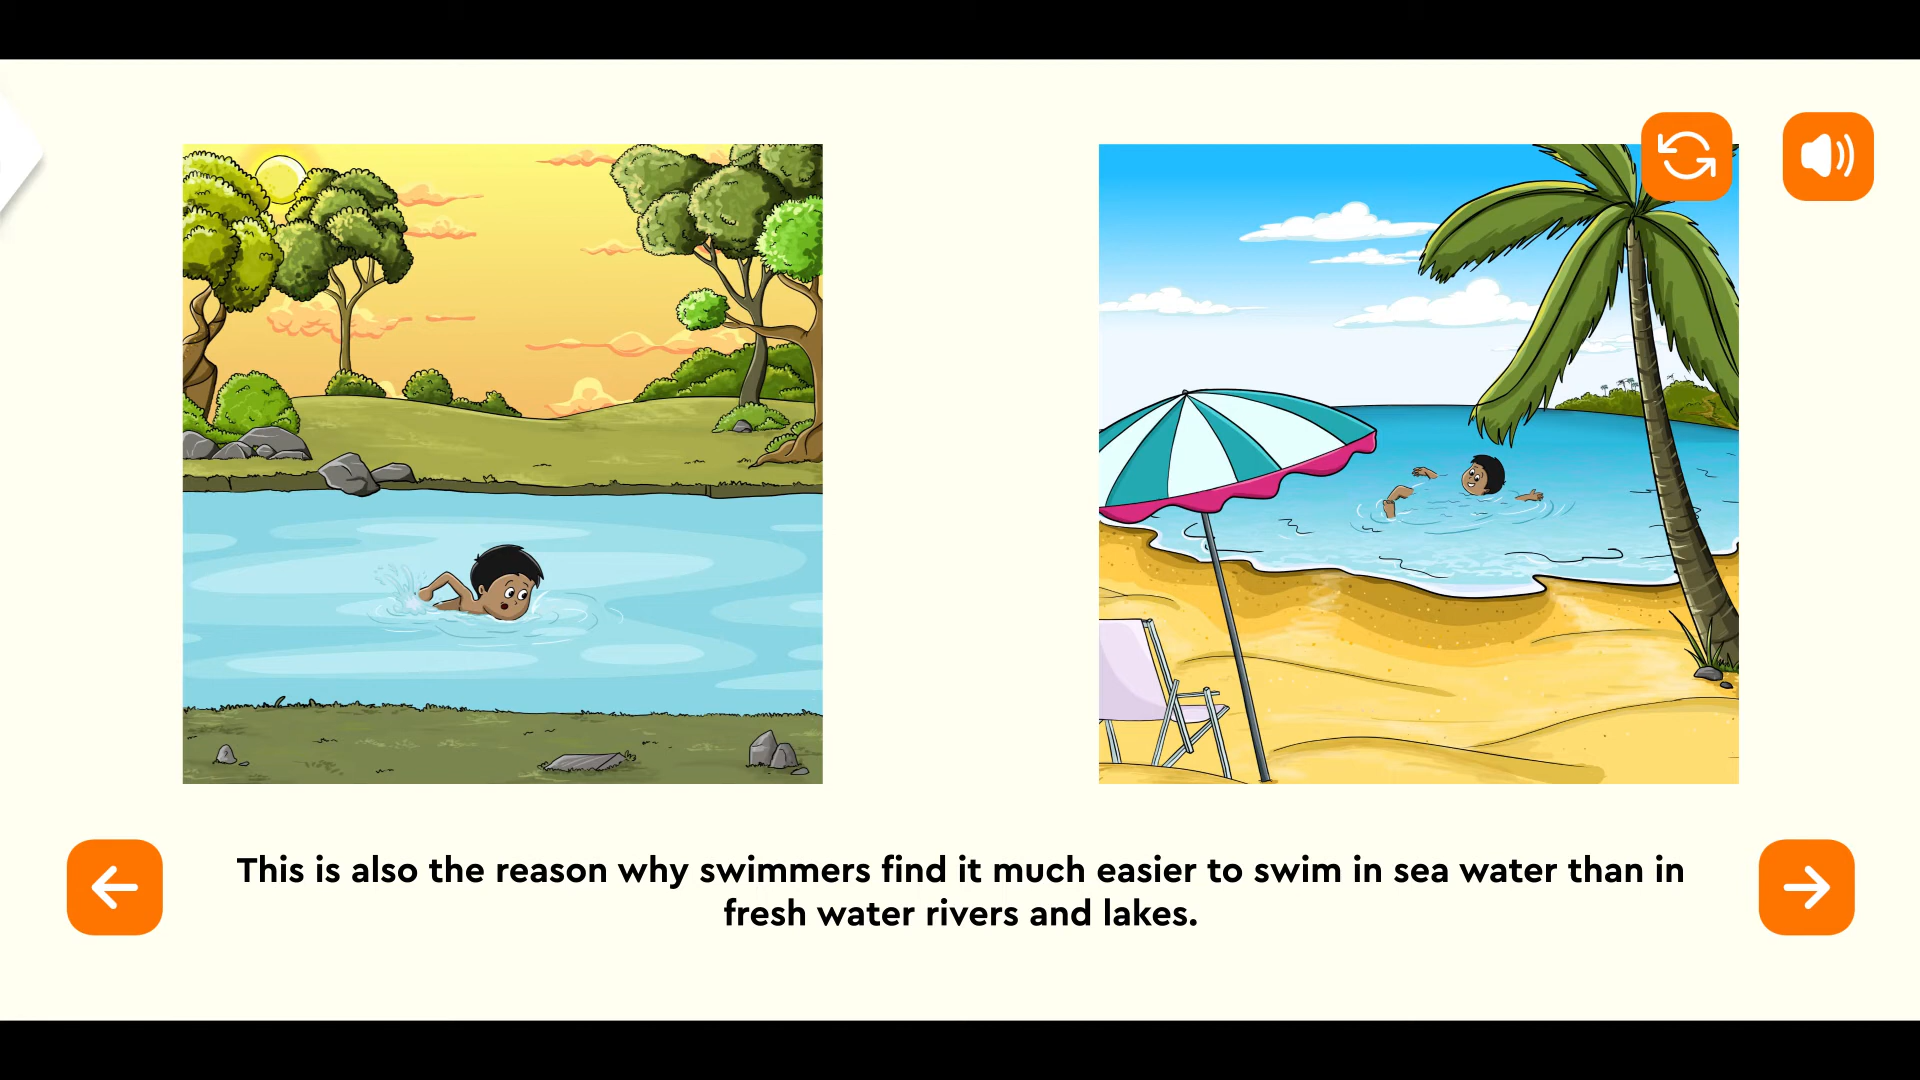 This is also the reason why swimmers find it much easier to swim in sea water than in
fresh water rivers and lakes.